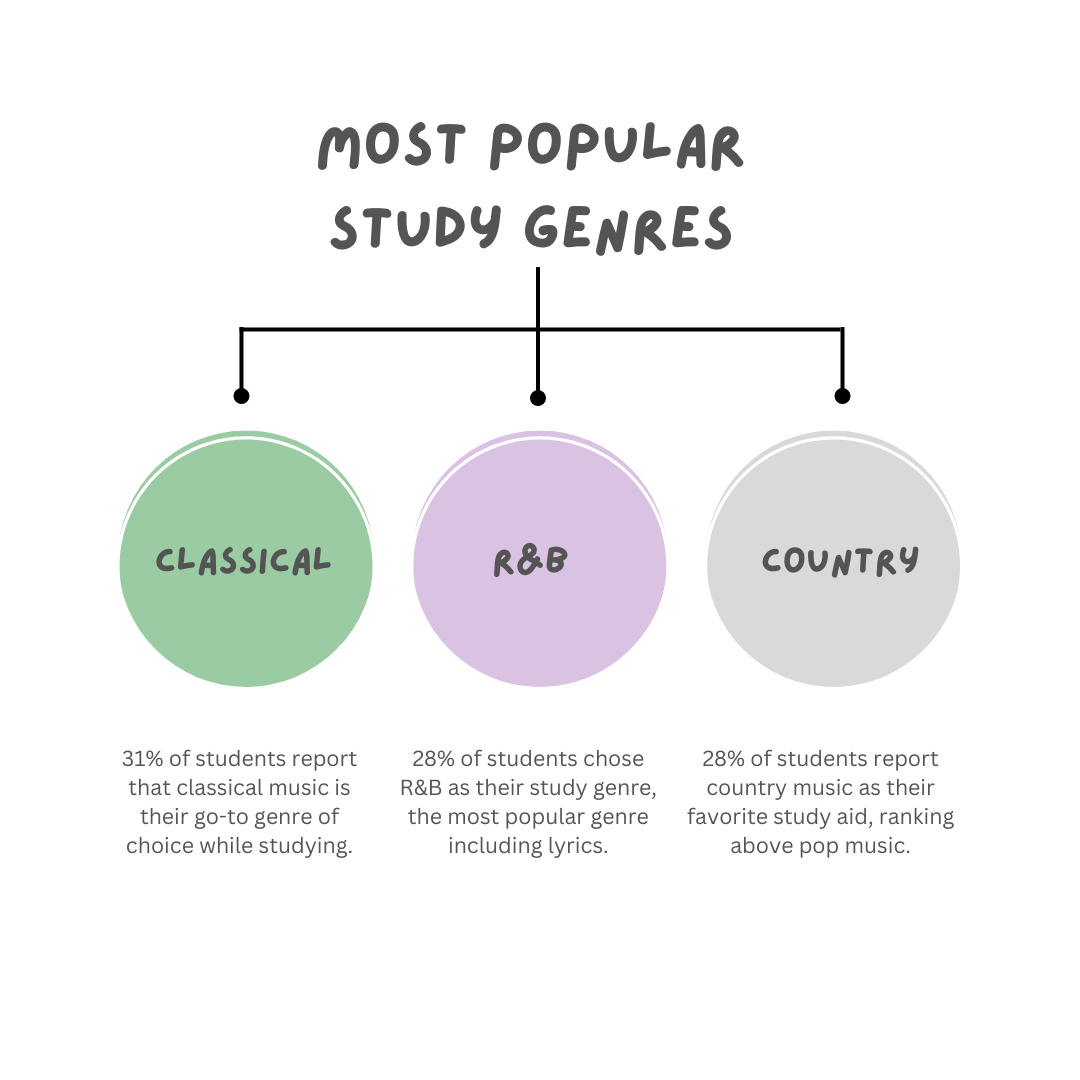 MOST POPULAR
STUDY GENRES
CLASSICAL
R&B
COUNTRY
31% of students report
that classical music is
their go-to genre of
choice while studying.
28% of students chose
R&B as their study genre,
the most popular genre
including lyrics.
28% of students report
country music as their
favorite study aid, ranking
above pop music.